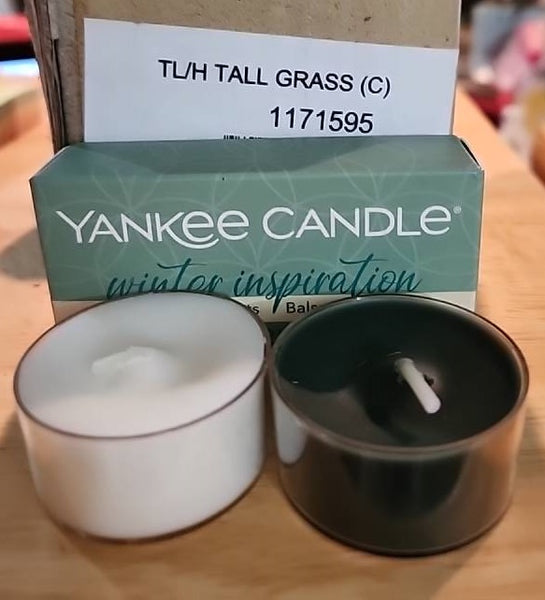 TL/H TALL GRASS (C)
1171595
YANKEE CANDLE®
winter inspiration